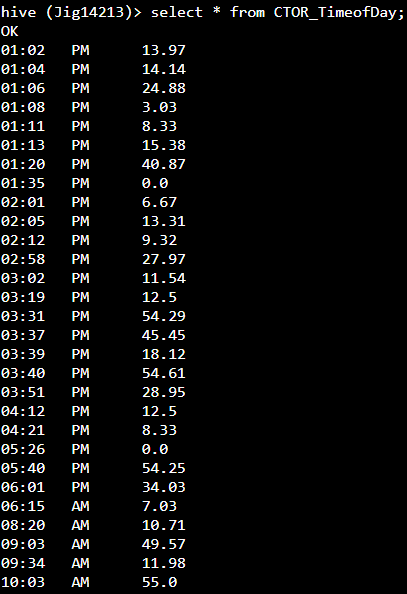 hive (Jig14213)> select * from CTOR_TimeofDay;
OK
01:02 PM 13.97
01:04 PM 14.14
01:06 PM 24.88
01:08 PM 3.03
01:11 PM 8.33
01:13 PM 15.38
01:20 PM 40.87
01:35 PM 0.0
02:01 PM 6.67
02:05 PM 13.31
02:12 PM 9.32
02:58 PM 27.97
03:02 PM 11.54
03:19 PM 12.5
03:31 PM 54.29
03:37 PM 45.45
03:39 PM 18.12
03:40 PM 54.61
03:51 PM 28.95
04:12 PM 12.5
04:21 PM 8.33
05:26 PM 0.0
05:40 PM 54.25
06:01 PM 34.03
06:15 AM 7.03
08:20 AM 10.71
09:03 AM 49.57
09:34 AM 11.98
10:03 AM 55.0